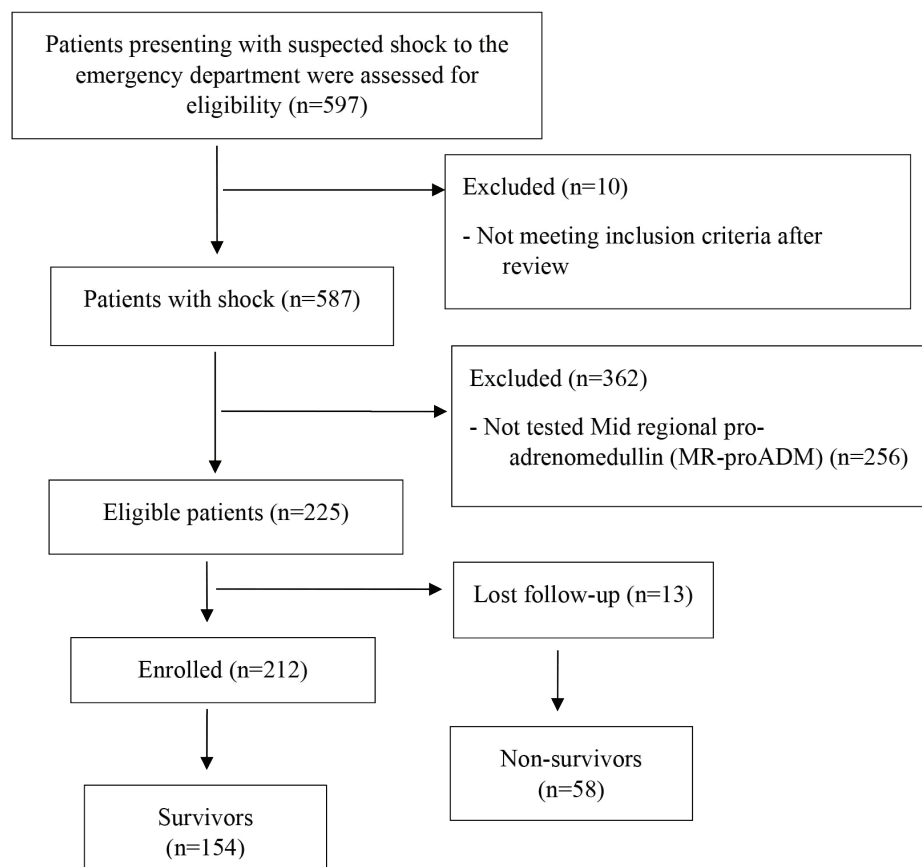 Patients presenting with suspected shock to the
emergency department were assessed for
eligibility (n=597)
Excluded (n=10)
- Not meeting inclusion criteria after
review
Patients with shock (n=587)
Excluded (n=362)
- Not tested Mid regional pro-
adrenomedullin (MR-proADM) (n=256)
Eligible patients (n=225)
Lost follow-up (n=13)
Enrolled (n=212)
Non-survivors
(n=58)
Survivors
(n=154)